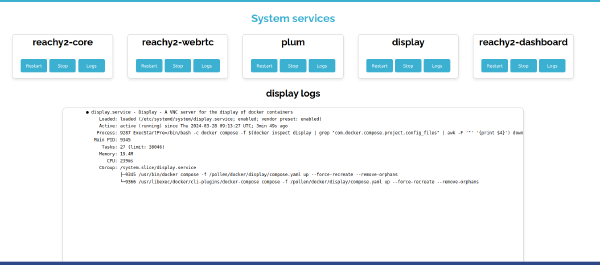 System services
reachy2-core
reachy2-webrtc
plum
display
reachy2-dashboard
Restart Stop Logs
Restart Stop Logs
Restart Stop Logs
Restart Stop Logs
Restart Stop Logs
display logs
● display.service - Display - A VNC server for the display of docker containers
Loaded: loaded (/etc/systemd/system/display.service; enabled; vendor preset: enabled)
Active: active (running) since Thu 2024-03-28 09:13:27 UTC; 3min 49s ago
Process: 9287 ExecStartPre=/bin/bash -c docker compose -f $(docker inspect display | grep "com.docker.compose.project.config_files" | awk -F '"' '{print $4}') down
Main PID: 9345
Tasks: 27 (limit: 38046)
Memory: 19.4M
CPU: 219ms
CGroup: /system.slice/display.service
├─9345 /usr/bin/docker compose -f /pollen/docker/display/compose.yaml up --force-recreate --remove-orphans
└─9366 /usr/libexec/docker/cli-plugins/docker-compose compose -f /pollen/docker/display/compose.yaml up --force-recreate --remove-orphans